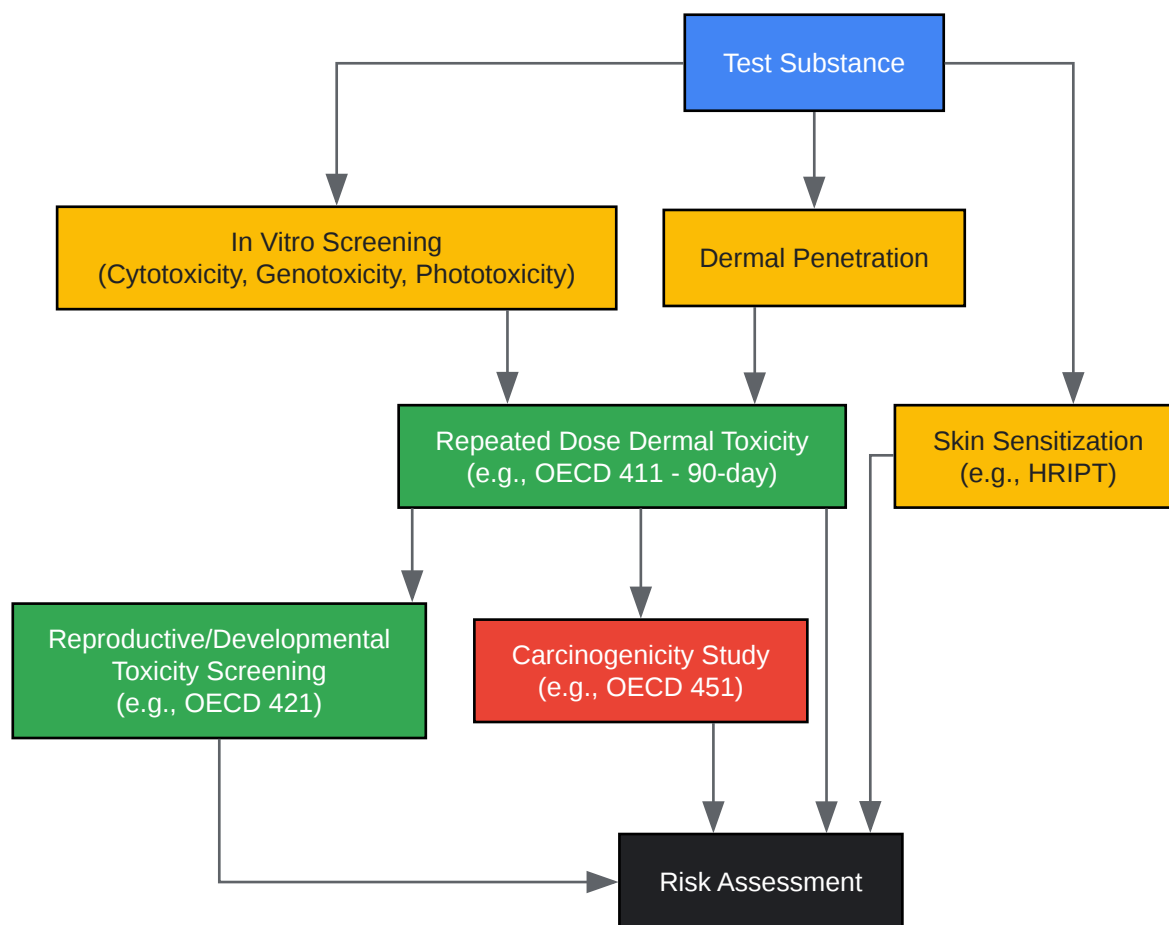 Test Substance
In Vitro Screening
(Cytotoxicity, Genotoxicity, Phototoxicity)
Dermal Penetration
Repeated Dose Dermal Toxicity
(e.g., OECD 411 - 90-day)
Skin Sensitization
(e.g., HRIPT)
Reproductive/Developmental
Toxicity Screening
(e.g., OECD 421)
Carcinogenicity Study
(e.g., OECD 451)
Risk Assessment